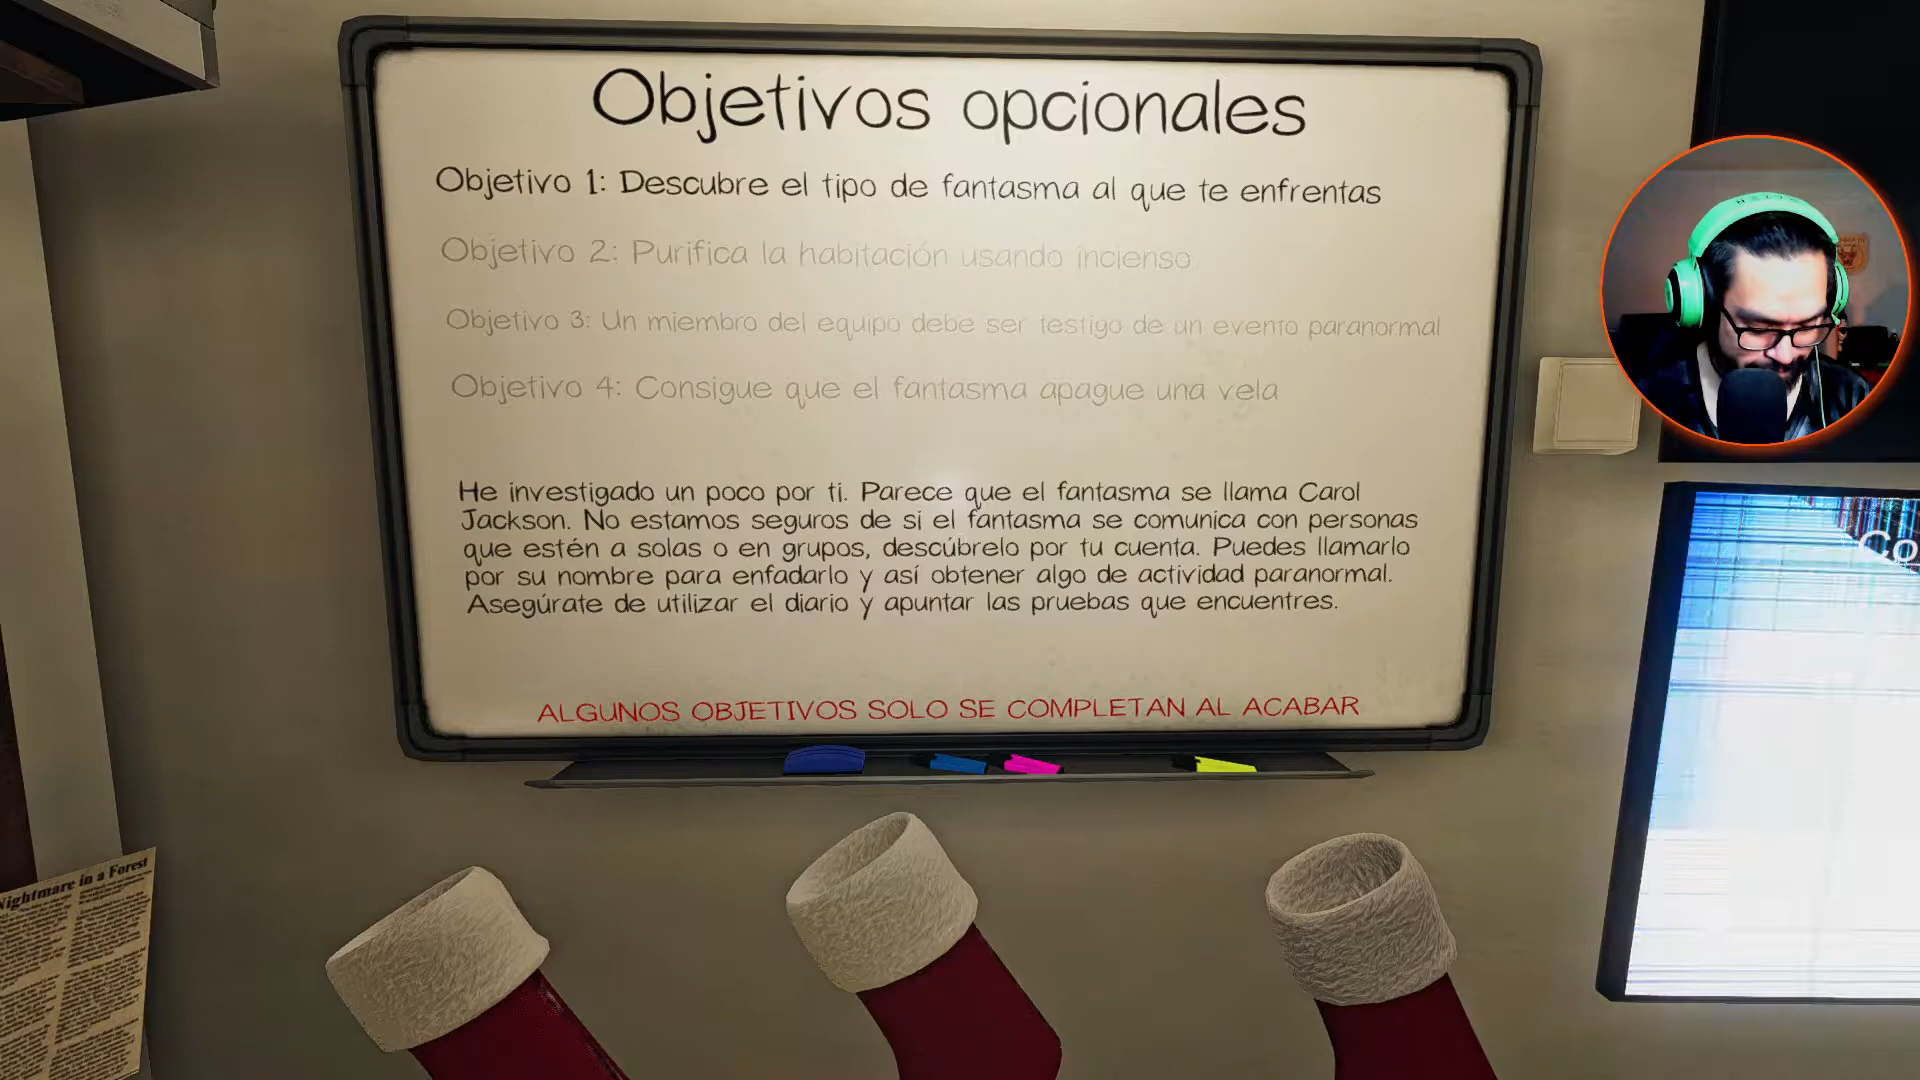 Objetivos opcionales
Objetivo 1: Descubre el tipo de fantasma al que te enfrentas
Objetivo 2: Purifica la habitación usando incienso
Objetivo 3: Un miembro del equipo debe ser testigo de un evento paranormal
Objetivo 4: Consigue que el fantasma apague una vela
He investigado un poco por ti. Parece que el fantasma se llama Carol
Jackson. No estamos seguros de si el fantasma se comunica con personas
que estén a solas o en grupos, descúbrelo por tu cuenta. Puedes llamarlo
por su nombre para enfadarlo y así obtener algo de actividad paranormal.
Asegúrate de utilizar el diario y apuntar las pruebas que encuentres.
ALGUNOS OBJETIVOS SOLO SE COMPLETAN AL ACABAR
Co
Nightmare in a Forest